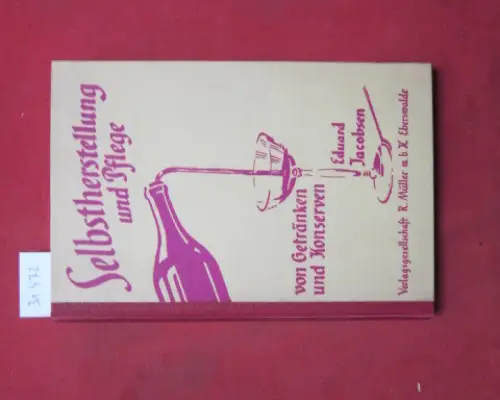 Selbstherstellung
und Pflege
von Getränken
und Konserven
Eduard
Jacobsen
Verlagsgesellschaft R. Müller m b H. Eberswalde